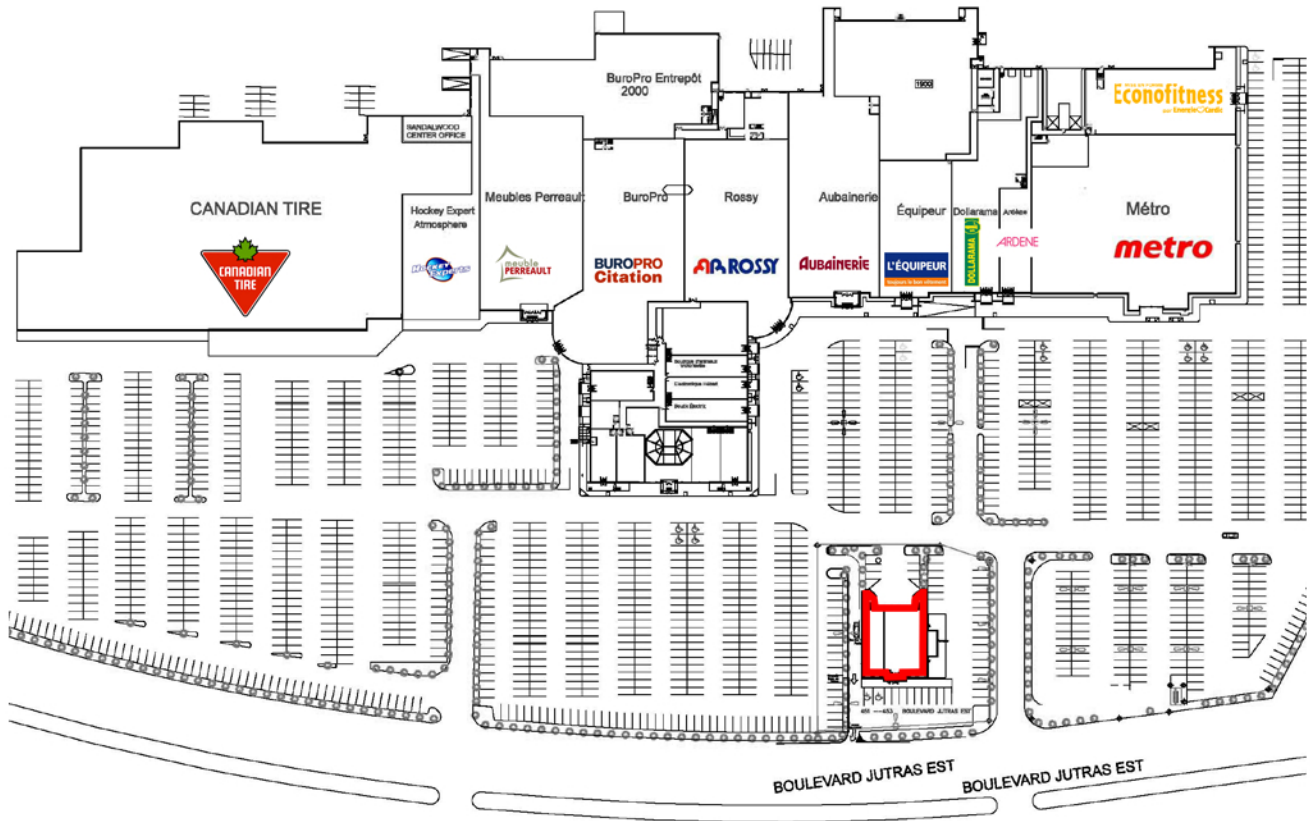 BuroPro Entrepôt
2000
1900
Econofitness
SANDALWOOD
CENTER OFFICE
CANADIAN TIRE
Hockey Expert
Atmosphere
Meubles Perreault
BuroPro
Rossy
Aubainerie
Équipeur
Dollarama
Ardène
Métro
CANADIAN
TIRE
HOCKEY
EXPERTS
meuble
PERREAULT
BUROPRO
Citation
ROSSY
AUBAINERIE
L'ÉQUIPEUR
DOLLARAMA
ARDENE
metro
BOULEVARD JUTRAS EST
BOULEVARD JUTRAS EST
BOULEVARD JUTRAS EST